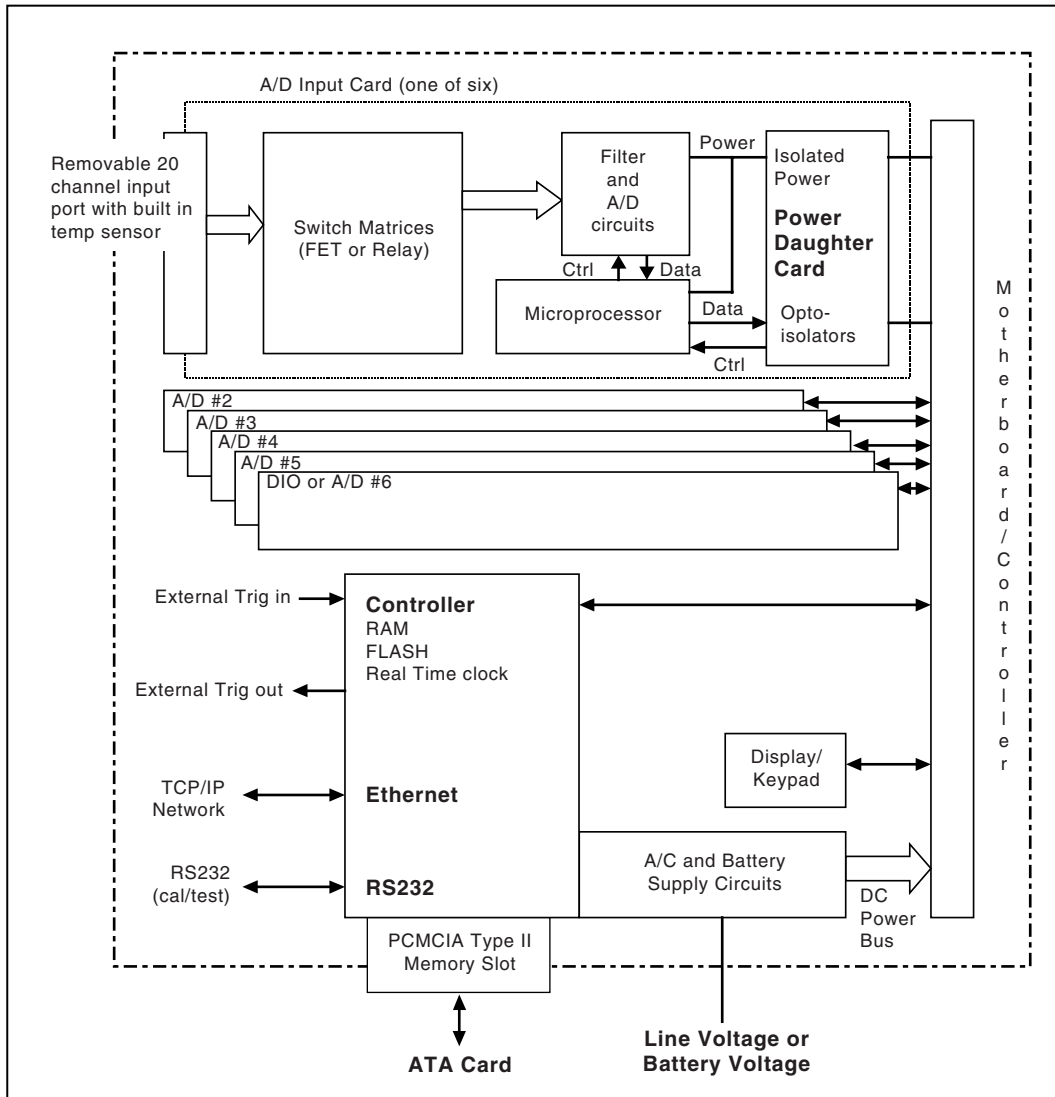 A/D Input Card (one of six)
Removable 20
channel input
port with built in
temp sensor
Switch Matrices
(FET or Relay)
Filter
and
A/D
circuits
Power
Isolated
Power
Power
Daughter
Card
Opto-
isolators
Ctrl
Data
Microprocessor
Data
Ctrl
Motherboard/Controller
A/D #2
A/D #3
A/D #4
A/D #5
DIO or A/D #6
External Trig in
Controller
RAM
FLASH
Real Time clock
External Trig out
Display/
Keypad
TCP/IP
Network
Ethernet
RS232
(cal/test)
RS232
A/C and Battery
Supply Circuits
DC
Power
Bus
PCMCIA Type II
Memory Slot
ATA Card
Line Voltage or
Battery Voltage